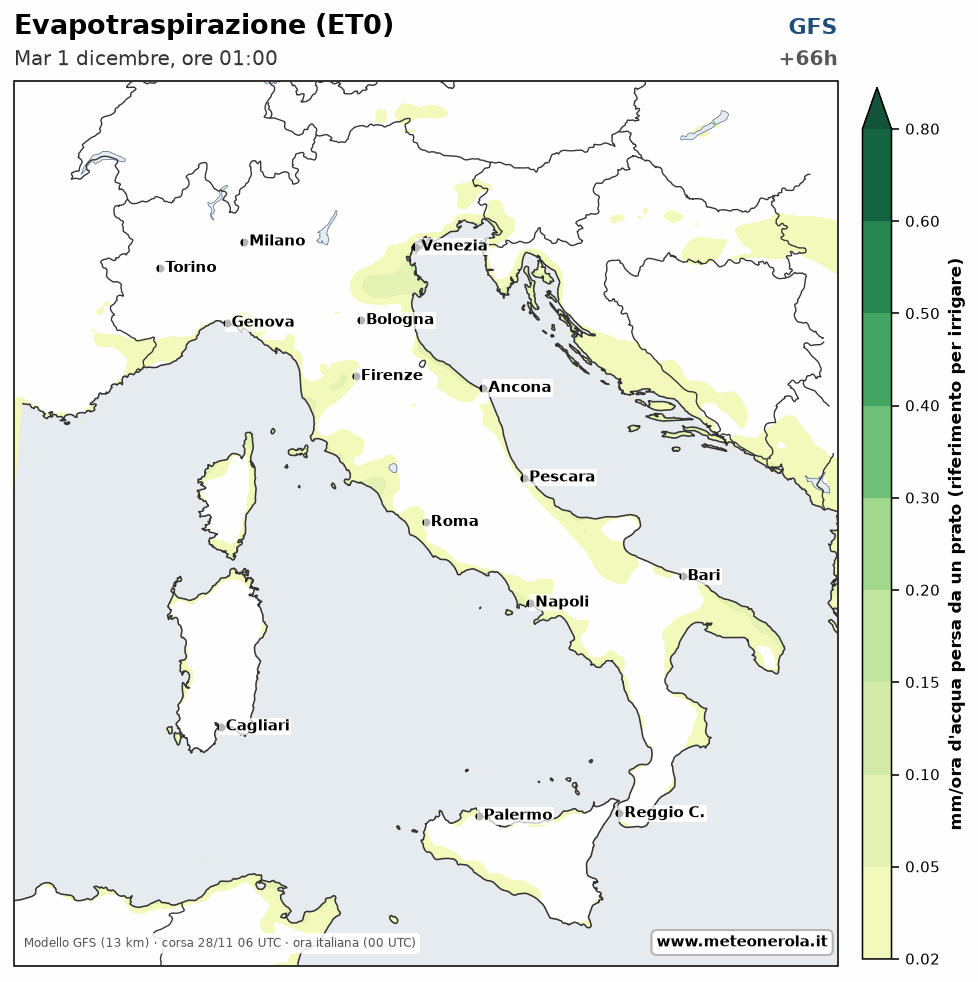 Evapotraspirazione (ET0)
GFS
Mar 1 dicembre, ore 01:00
+66h
Milano
Venezia
Torino
Genova
Bologna
Firenze
Ancona
Pescara
Roma
Bari
Napoli
Cagliari
Palermo
Reggio C.
Modello GFS (13 km) · corsa 28/11 06 UTC · ora italiana (00 UTC)
www.meteonerola.it
0.80
0.60
0.50
0.40
0.30
0.20
0.15
0.10
0.05
0.02
mm/ora d'acqua persa da un prato (riferimento per irrigare)